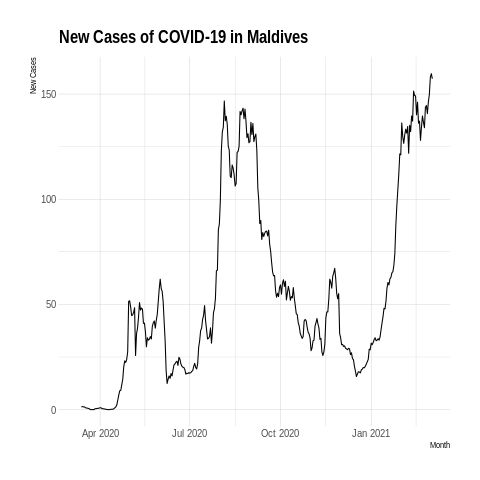 New Cases of COVID-19 in Maldives
New Cases
150
100
50
0
Apr 2020
Jul 2020
Oct 2020
Jan 2021
Month